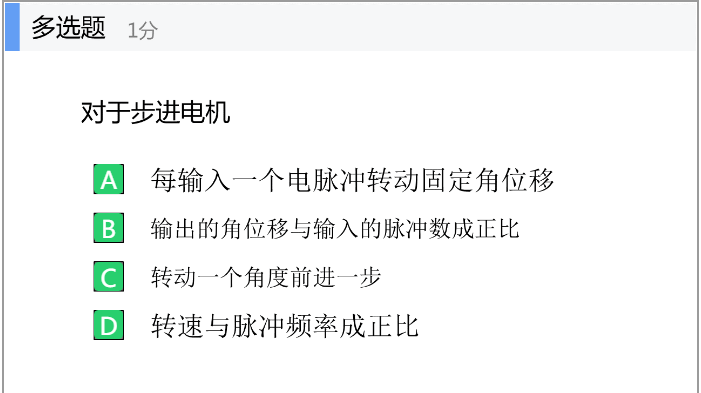 多选题 1分
对于步进电机
A 每输入一个电脉冲转动固定角位移
B 输出的角位移与输入的脉冲数成正比
C 转动一个角度前进一步
D 转速与脉冲频率成正比